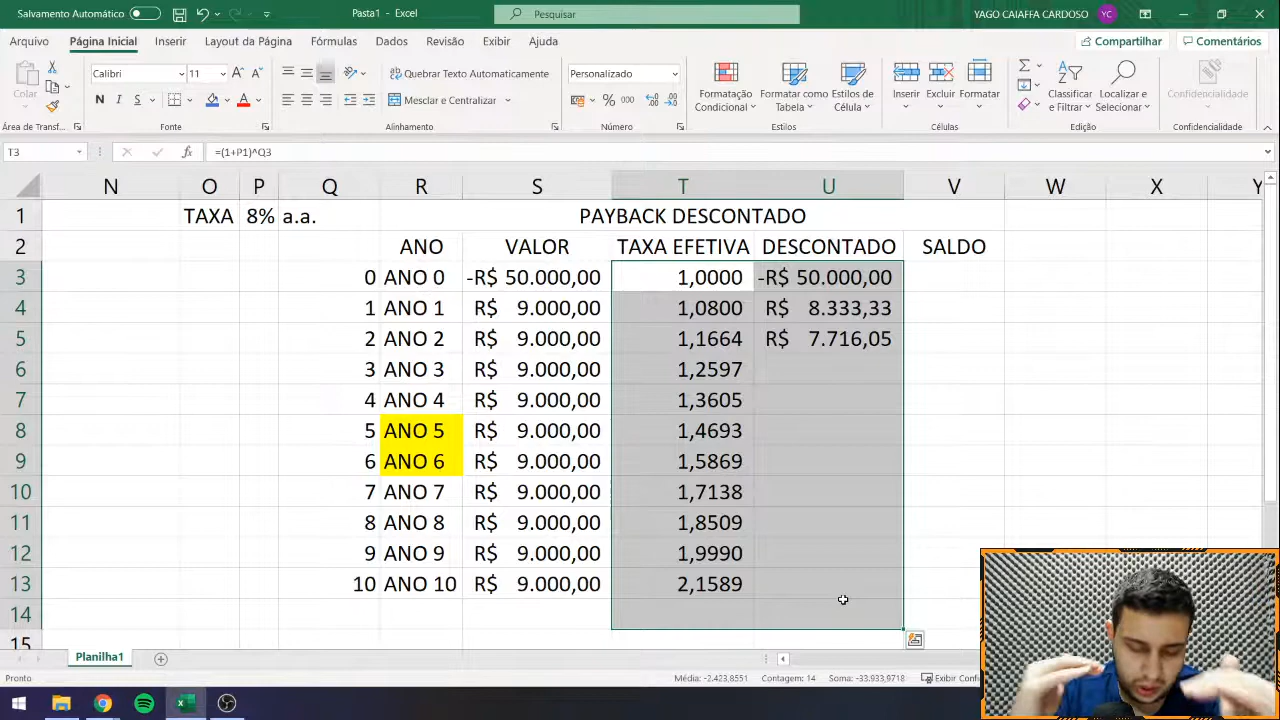 Salvamento Automático
Pasta1 - Excel
Pesquisar
YAGO CAIAFFA CARDOSO
YC
Arquivo Página Inicial Inserir Layout da Página Fórmulas Dados Revisão Exibir Ajuda
Compartilhar
Comentários
Colar
Calibri 11
N I S
Quebrar Texto Automaticamente
Mesclar e Centralizar
Personalizado
% 000
Formatação Condicional
Formatar como Tabela
Estilos de Célula
Inserir Excluir Formatar
Classificar e Filtrar
Localizar e Selecionar
Confidencialidade
Área de Transf... Fonte Alinhamento Número Estilos Células Edição Confidencialidade
T3 fx =(1+P1)^Q3
N O P Q R S T U V W X Y
1 TAXA 8% a.a. PAYBACK DESCONTADO
2 ANO VALOR TAXA EFETIVA DESCONTADO SALDO
3 0 ANO 0 -R$ 50.000,00 1,0000 -R$ 50.000,00
4 1 ANO 1 R$ 9.000,00 1,0800 R$ 8.333,33
5 2 ANO 2 R$ 9.000,00 1,1664 R$ 7.716,05
6 3 ANO 3 R$ 9.000,00 1,2597
7 4 ANO 4 R$ 9.000,00 1,3605
8 5 ANO 5 R$ 9.000,00 1,4693
9 6 ANO 6 R$ 9.000,00 1,5869
10 7 ANO 7 R$ 9.000,00 1,7138
11 8 ANO 8 R$ 9.000,00 1,8509
12 9 ANO 9 R$ 9.000,00 1,9990
13 10 ANO 10 R$ 9.000,00 2,1589
14
15
Planilha1
Pronto
Média: -2.423,8551 Contagem: 14 Soma: -33.933,9718 Exibir Confi